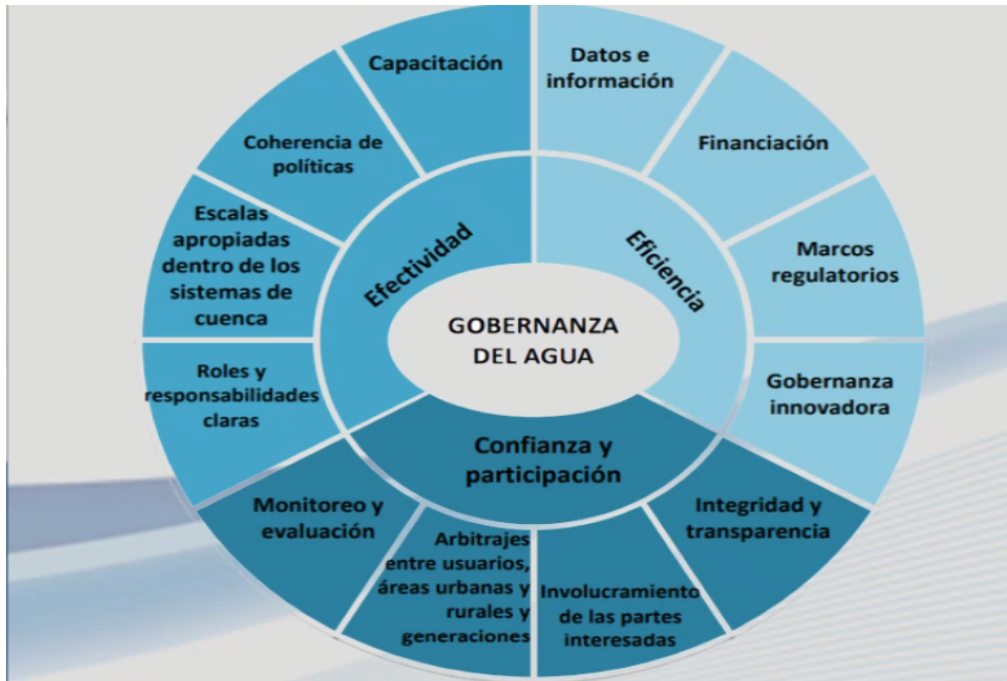 Capacitación
Datos e
información
Coherencia de
políticas
Financiación
Escalas
apropiadas
dentro de los
sistemas de
cuenca
Marcos
regulatorios
Efectividad
Eficiencia
GOBERNANZA
DEL AGUA
Roles y
responsabilidades
claras
Gobernanza
innovadora
Confianza y
participación
Monitoreo y
evaluación
Integridad y
transparencia
Arbitrajes
entre usuarios,
áreas urbanas y
rurales y
generaciones
Involucramiento
de las partes
interesadas